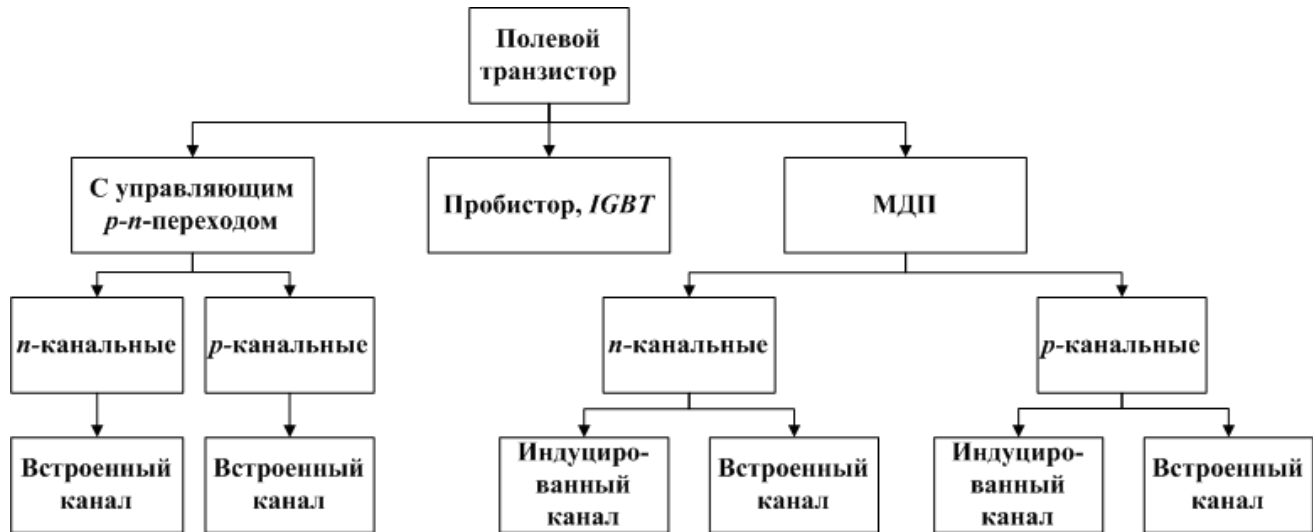 Полевой
транзистор
С управляющим
p-n-переходом
Пробистор, IGBT
МДП
n-канальные
p-канальные
n-канальные
p-канальные
Встроенный
канал
Встроенный
канал
Индуциро-
ванный
канал
Встроенный
канал
Индуциро-
ванный
канал
Встроенный
канал